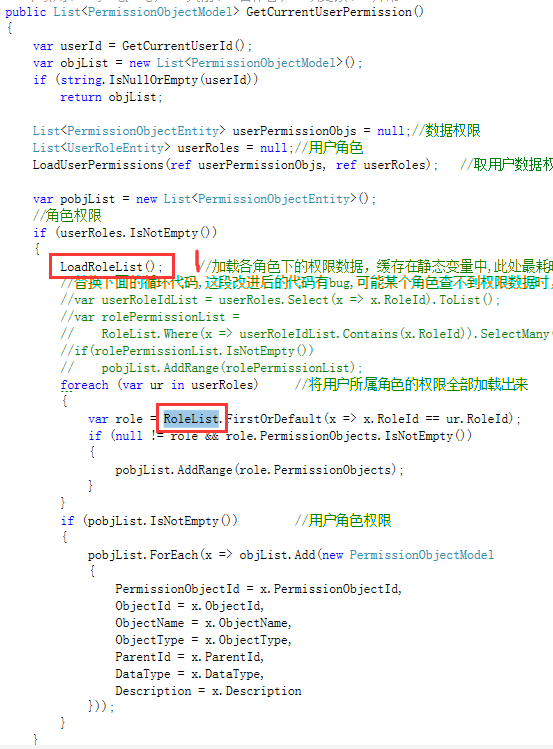 public List<PermissionObjectModel> GetCurrentUserPermission()
{
var userId = GetCurrentUserId();
var objList = new List<PermissionObjectModel>();
if (string.IsNullOrEmpty(userId))
return objList;
List<PermissionObjectEntity> userPermissionObjs = null;//数据权限
List<UserRoleEntity> userRoles = null;//用户角色
LoadUserPermissions(ref userPermissionObjs, ref userRoles); //取用户数据权
var pobjList = new List<PermissionObjectEntity>();
//角色权限
if (userRoles.IsNotEmpty())
{
LoadRoleList(); //加载各角色下的权限数据, 缓存在静态变量中,此处最耗
//替换下面的循环代码,这段改进后的代码有bug,可能某个角色查不到权限数据时,
//var userRoleIdList = userRoles.Select(x => x.RoleId).ToList();
//var rolePermissionList =
// RoleList.Where(x => userRoleIdList.Contains(x.RoleId)).SelectMany(
//if(rolePermissionList.IsNotEmpty())
// pobjList.AddRange(rolePermissionList);
foreach (var ur in userRoles) //将用户所属角色的权限全部加载出来
{
var role = RoleList.FirstOrDefault(x => x.RoleId == ur.RoleId);
if (null != role && role.PermissionObjects.IsNotEmpty())
{
pobjList.AddRange(role.PermissionObjects);
}
}
if (pobjList.IsNotEmpty()) //用户角色权限
{
pobjList.ForEach(x => objList.Add(new PermissionObjectModel
{
PermissionObjectId = x.PermissionObjectId,
ObjectId = x.ObjectId,
ObjectName = x.ObjectName,
ObjectType = x.ObjectType,
ParentId = x.ParentId,
DataType = x.DataType,
Description = x.Description
}));
}
}